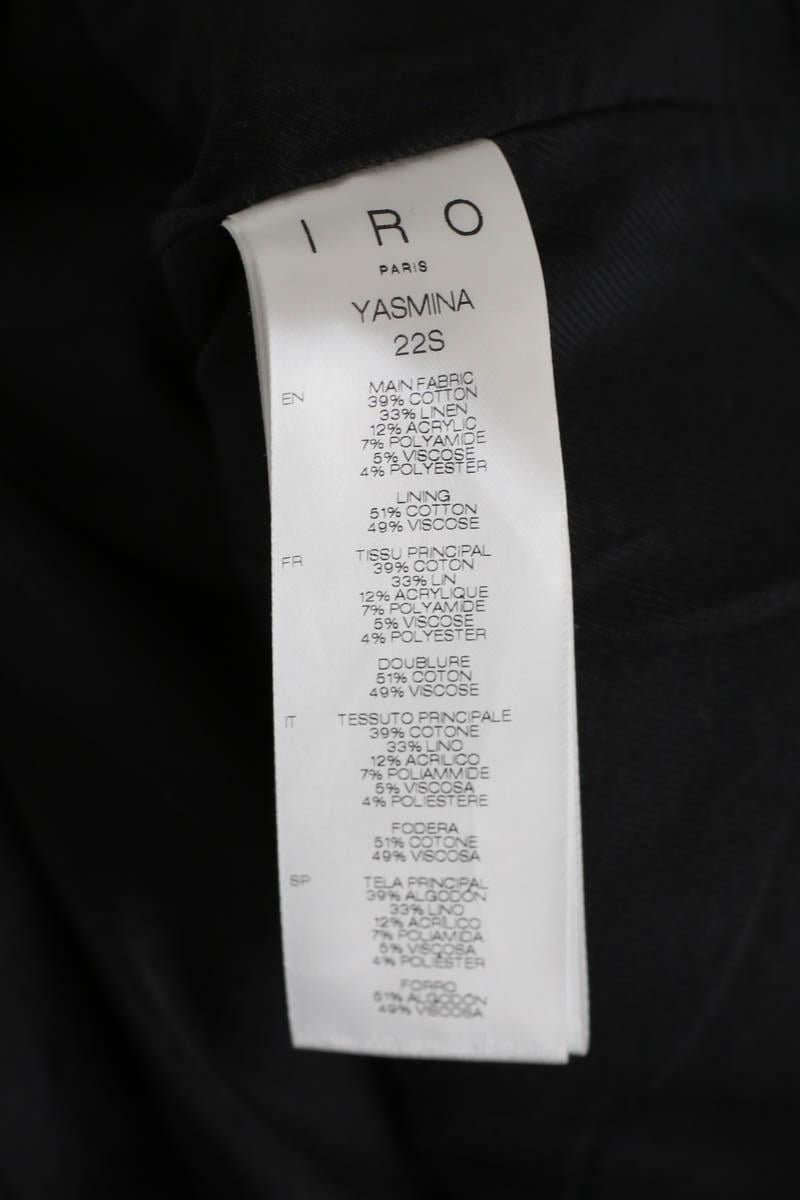 IRO
PARIS
YASMINA
22S
EN
MAIN FABRIC
39% COTTON
33% LINEN
12% ACRYLIC
7% POLYAMIDE
5% VISCOSE
4% POLYESTER
LINING
51% COTTON
49% VISCOSE
FR
TISSU PRINCIPAL
39% COTON
33% LIN
12% ACRYLIQUE
7% POLYAMIDE
5% VISCOSE
4% POLYESTER
DOUBLURE
51% COTON
49% VISCOSE
IT
TESSUTO PRINCIPALE
39% COTONE
33% LINO
12% ACRILICO
7% POLIAMMIDE
5% VISCOSA
4% POLIESTERE
FODERA
51% COTONE
49% VISCOSA
SP
TELA PRINCIPAL
39% ALGODÓN
33% LINO
12% ACRÍLICO
7% POLIAMIDA
5% VISCOSA
4% POLIÉSTER
FORRO
51% ALGODÓN
49% VISCOSA